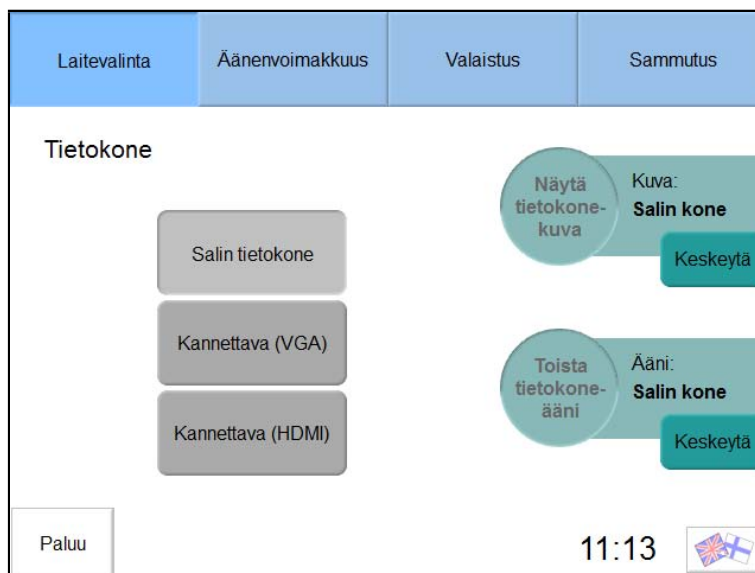 Laitevalinta
Äänenvoimakkuus
Valaistus
Sammutus
Tietokone
Salin tietokone
Kannettava (VGA)
Kannettava (HDMI)
Näytä
tietokone-
kuva
Kuva:
Salin kone
Keskeytä
Toista
tietokone-
ääni
Ääni:
Salin kone
Keskeytä
Paluu
11:13